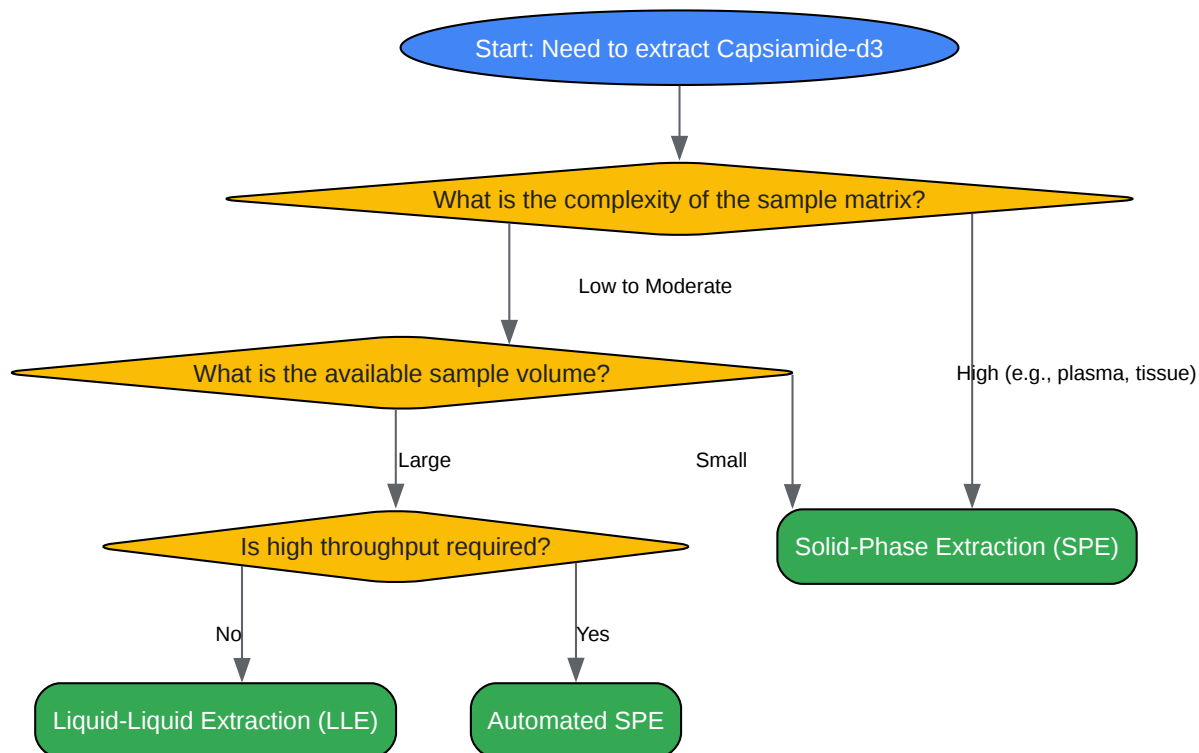 Start: Need to extract Capsiamide-d3
What is the complexity of the sample matrix?
Low to Moderate
What is the available sample volume?
High (e.g., plasma, tissue)
Large
Small
Is high throughput required?
Solid-Phase Extraction (SPE)
No
Yes
Liquid-Liquid Extraction (LLE)
Automated SPE